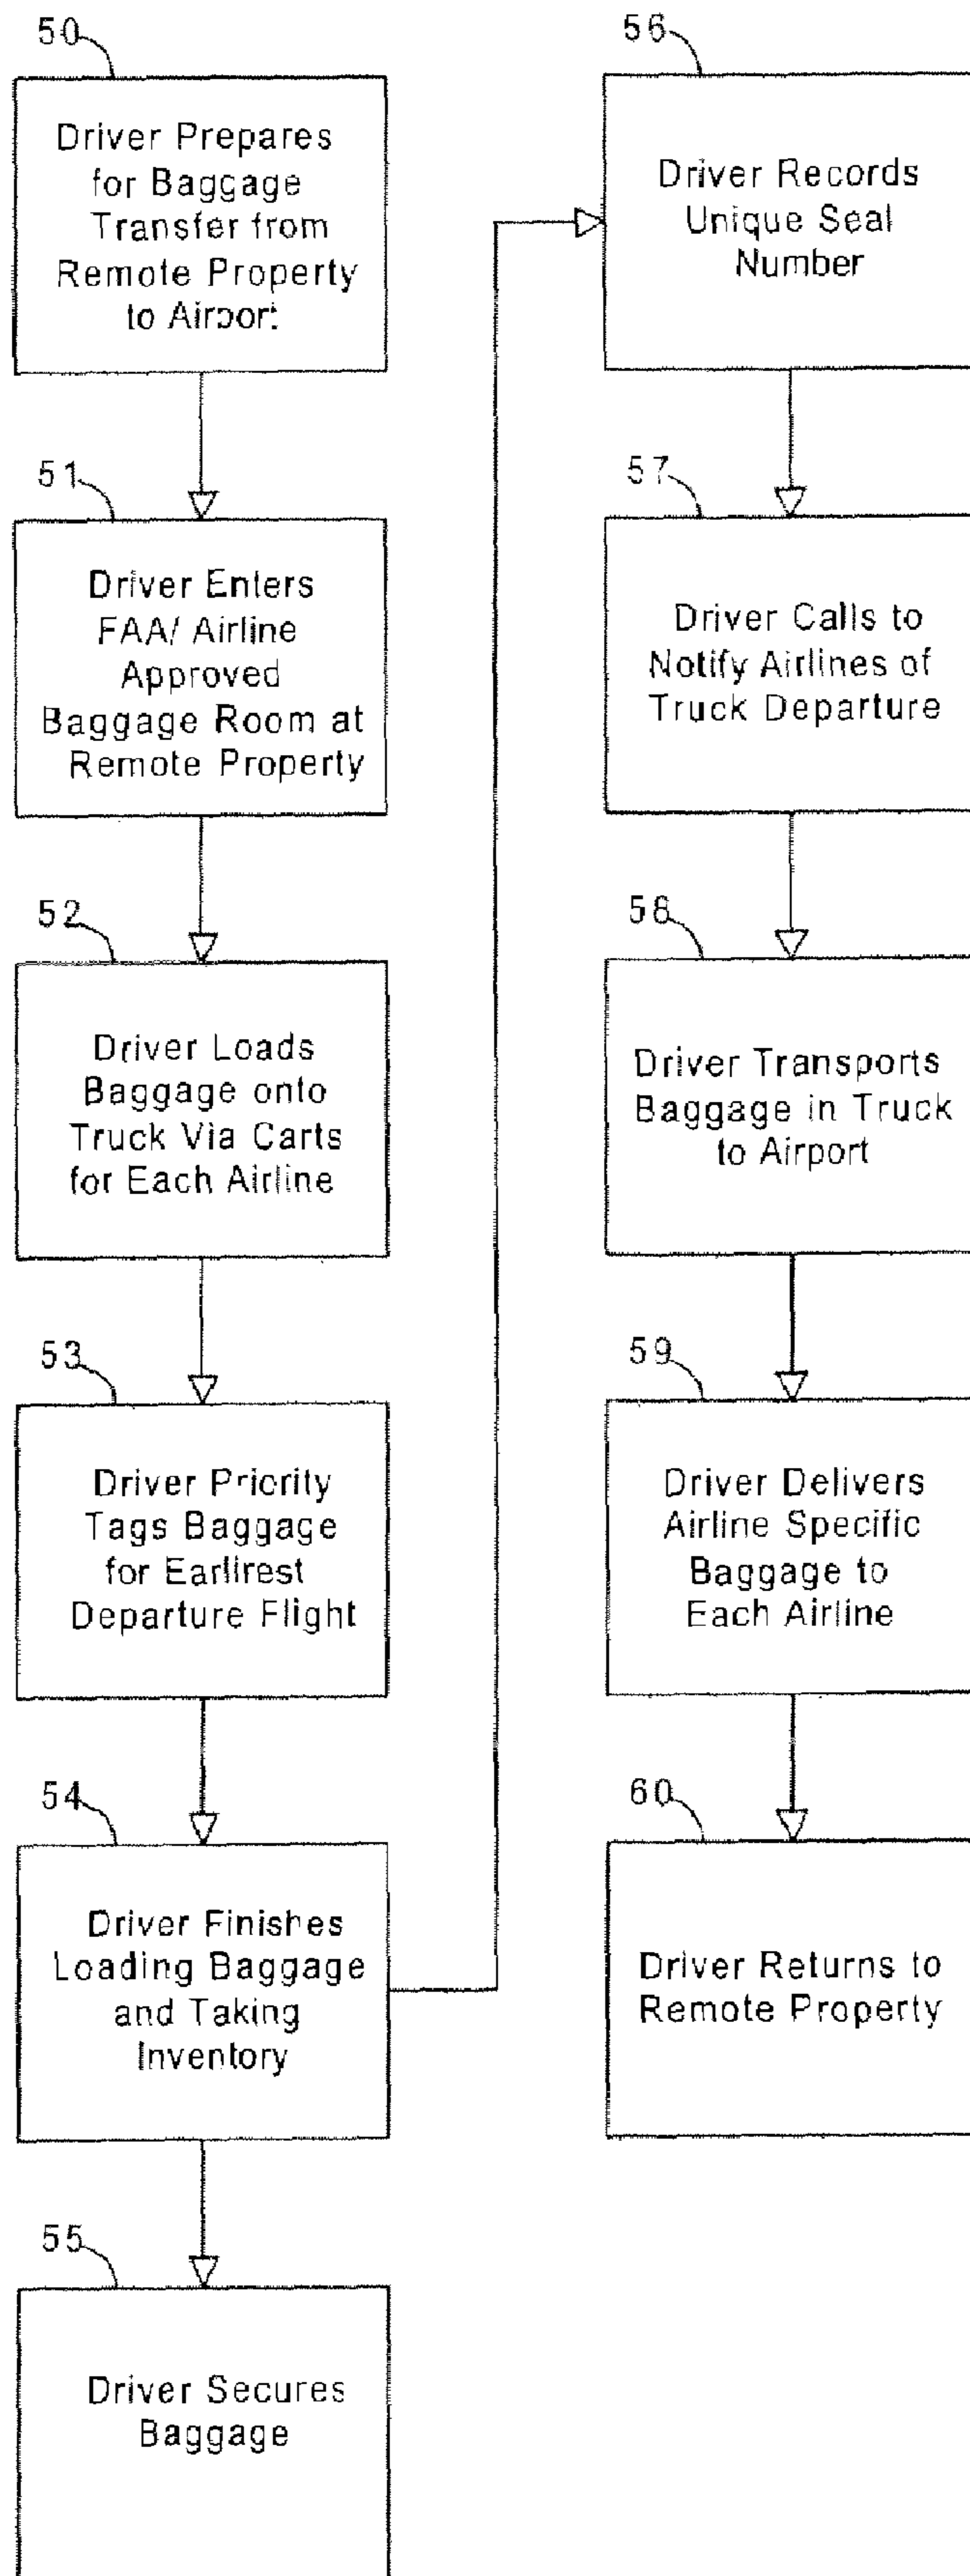 50
Driver Prepares
for Baggage
Transfer from
Remote Property
to Airport
51
Driver Enters
FAA/ Airline
Approved
Baggage Room at
Remote Property
52
Driver Loads
Baggage onto
Truck Via Carts
for Each Airline
53
Driver Priority
Tags Baggage
for Earlirest
Departure Flight
54
Driver Finishes
Loading Baggage
and Taking
Inventory
55
Driver Secures
Baggage
56
Driver Records
Unique Seal
Number
57
Driver Calls to
Notify Airlines of
Truck Departure
58
Driver Transports
Baggage in Truck
to Airport
59
Driver Delivers
Airline Specific
Baggage to
Each Airline
60
Driver Returns to
Remote Property